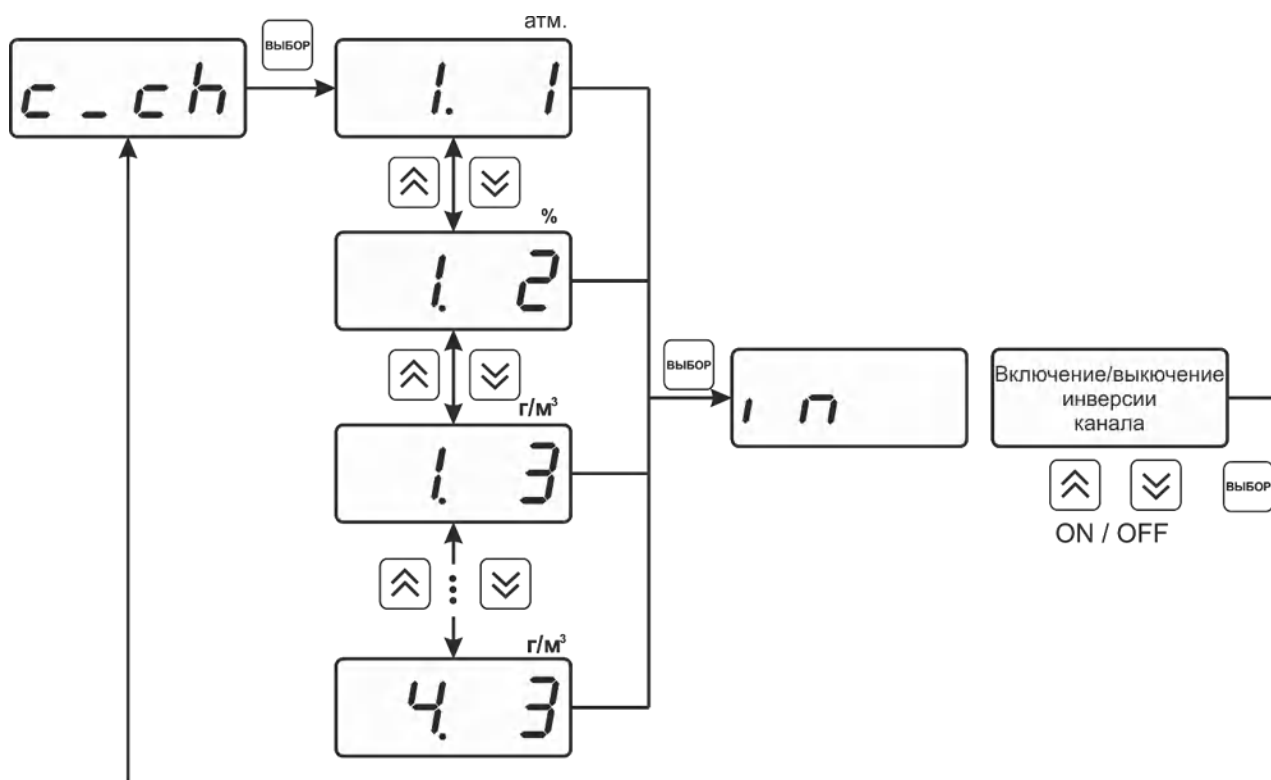 атм.
ВЫБОР
c_ch
1. 1
%
1. 2
г/м³
1. 3
г/м³
4. 3
ВЫБОР
in
Включение/выкючение
инверсии
канала
ВЫБОР
ON / OFF